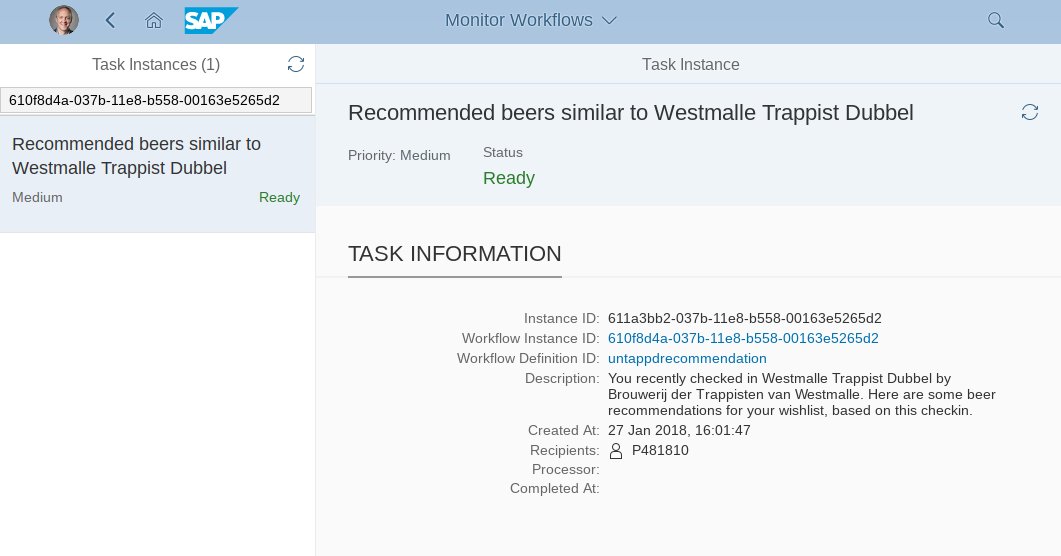 SAP
Monitor Workflows
Task Instances (1)
610f8d4a-037b-11e8-b558-00163e5265d2
Recommended beers similar to
Westmalle Trappist Dubbel
Medium Ready
Task Instance
Recommended beers similar to Westmalle Trappist Dubbel
Priority: Medium
Status
Ready
TASK INFORMATION
Instance ID: 611a3bb2-037b-11e8-b558-00163e5265d2
Workflow Instance ID: 610f8d4a-037b-11e8-b558-00163e5265d2
Workflow Definition ID: untappdrecommendation
Description: You recently checked in Westmalle Trappist Dubbel by
Brouwerij der Trappisten van Westmalle. Here are some beer
recommendations for your wishlist, based on this checkin.
Created At: 27 Jan 2018, 16:01:47
Recipients: P481810
Processor:
Completed At: